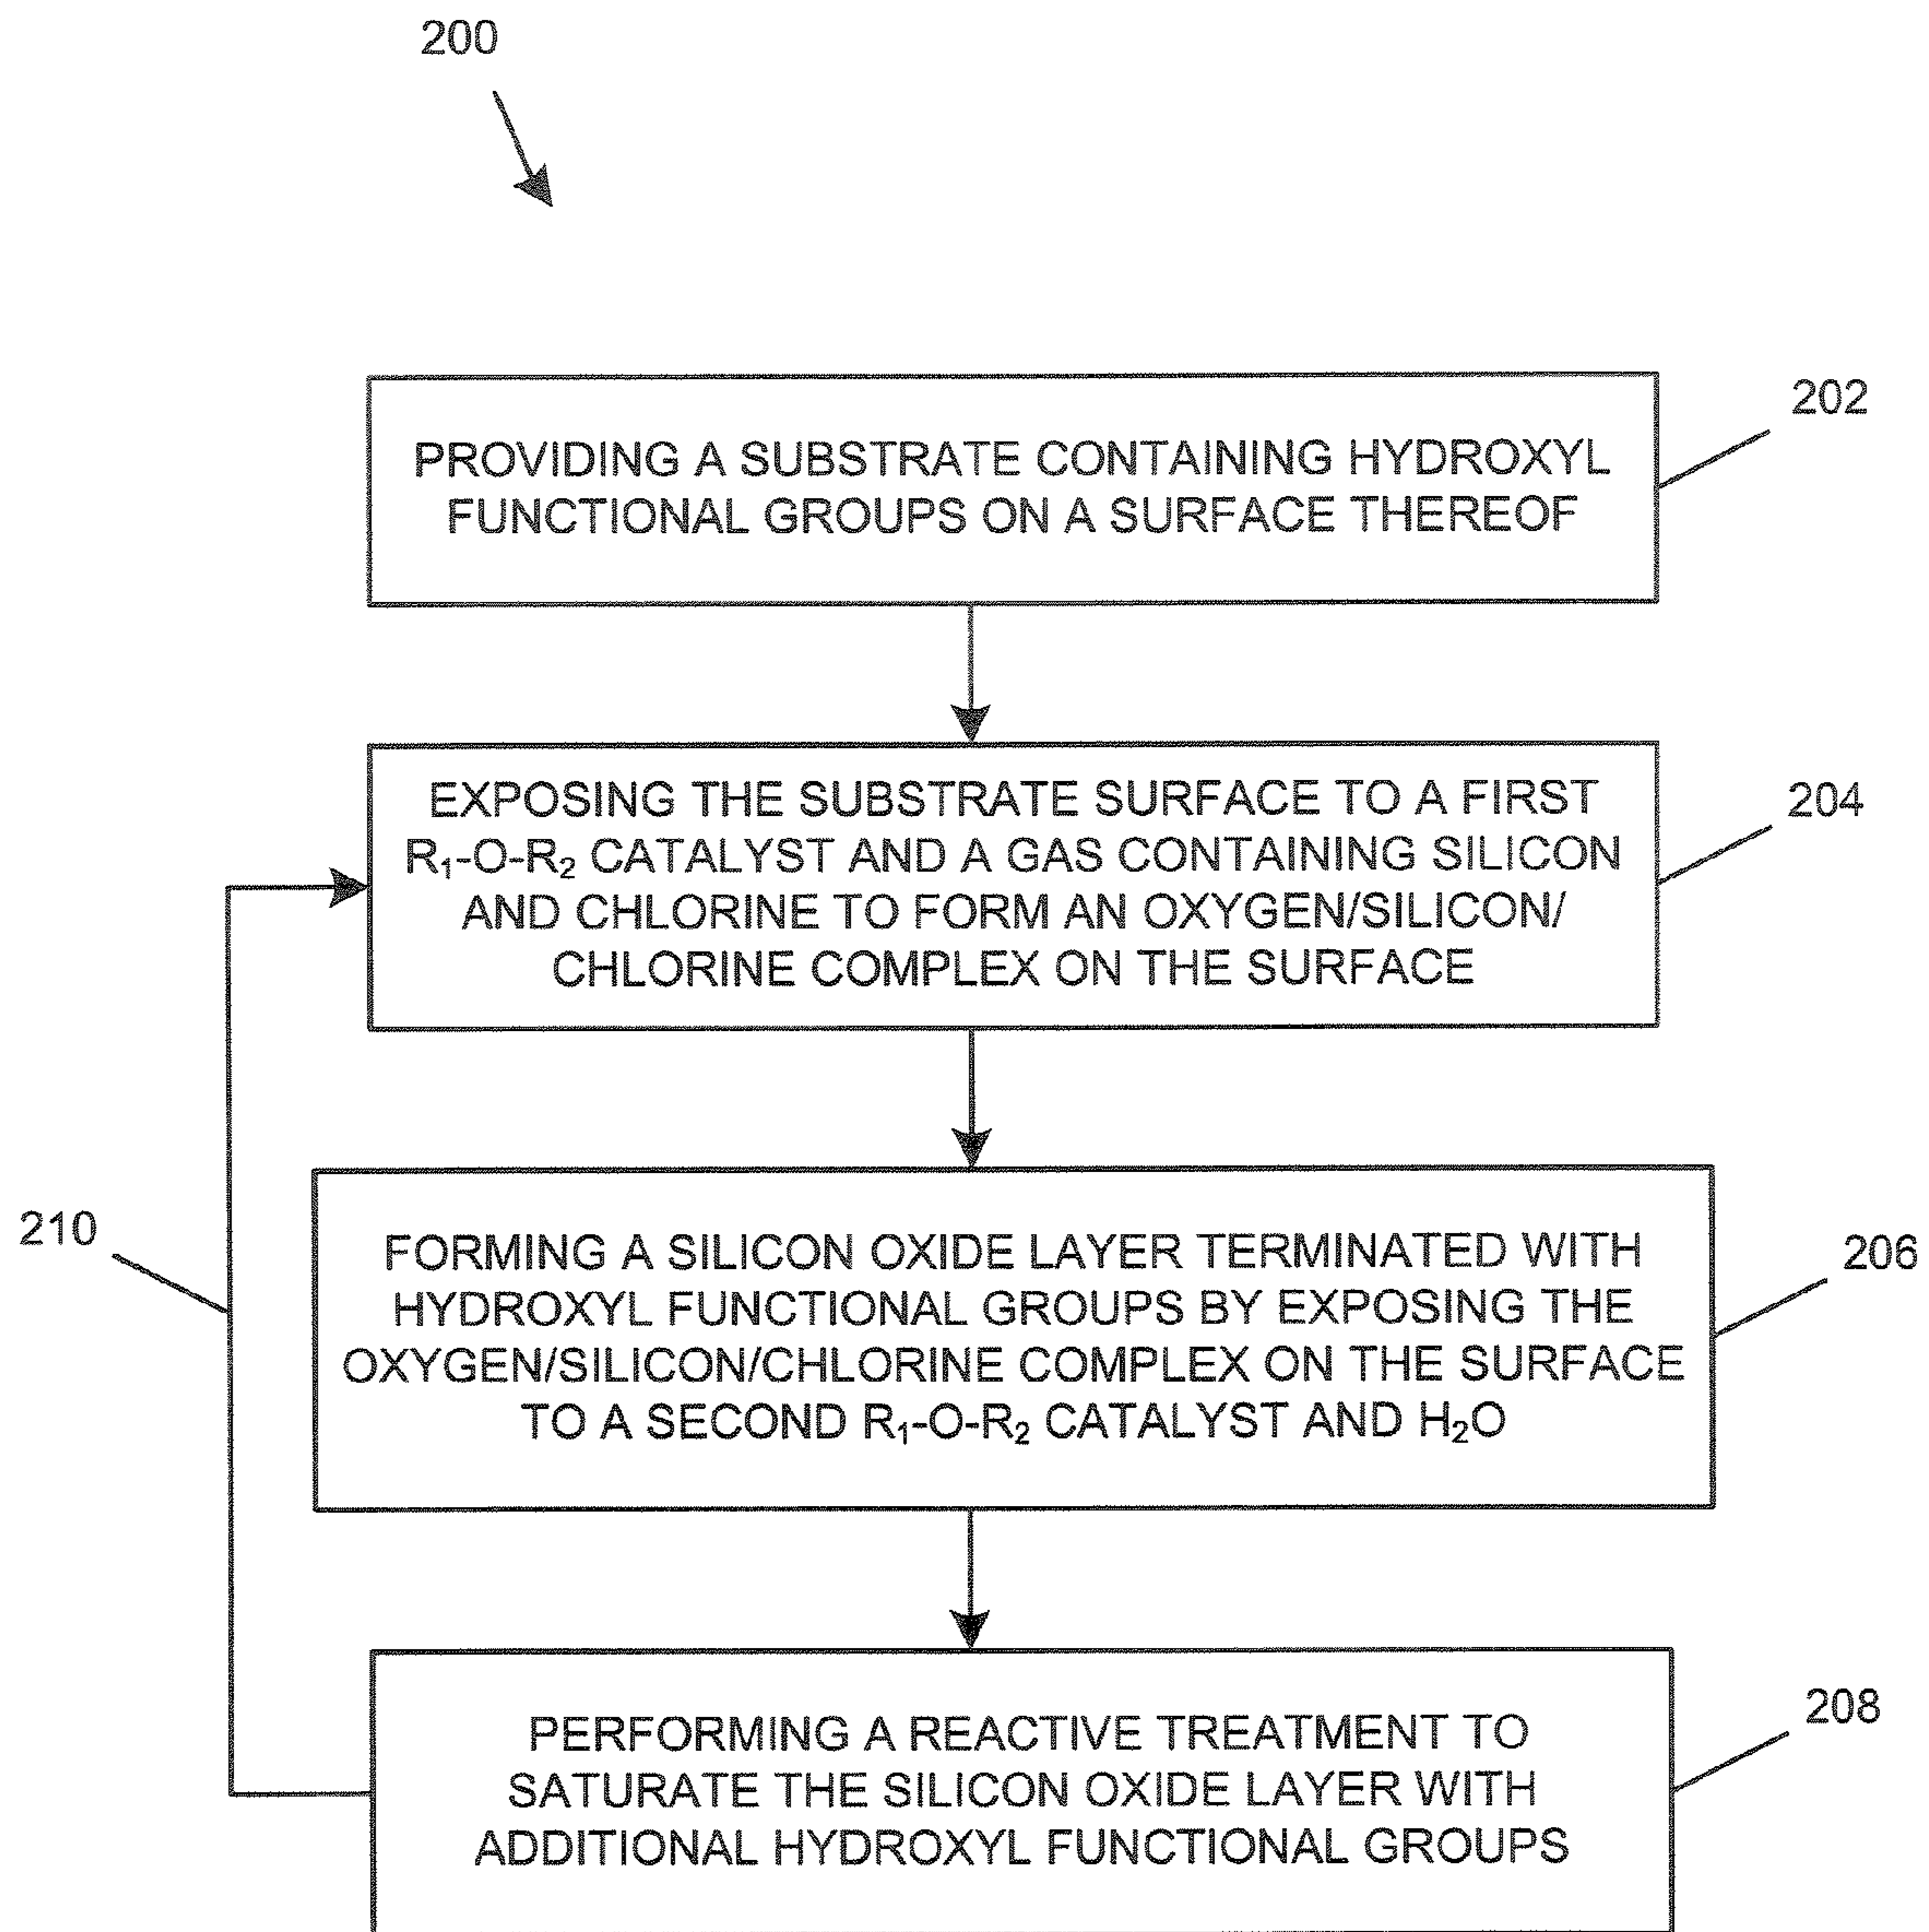 200
202
PROVIDING A SUBSTRATE CONTAINING HYDROXYL
FUNCTIONAL GROUPS ON A SURFACE THEREOF
204
EXPOSING THE SUBSTRATE SURFACE TO A FIRST
R₁-O-R₂ CATALYST AND A GAS CONTAINING SILICON
AND CHLORINE TO FORM AN OXYGEN/SILICON/
CHLORINE COMPLEX ON THE SURFACE
210
206
FORMING A SILICON OXIDE LAYER TERMINATED WITH
HYDROXYL FUNCTIONAL GROUPS BY EXPOSING THE
OXYGEN/SILICON/CHLORINE COMPLEX ON THE SURFACE
TO A SECOND R₁-O-R₂ CATALYST AND H₂O
208
PERFORMING A REACTIVE TREATMENT TO
SATURATE THE SILICON OXIDE LAYER WITH
ADDITIONAL HYDROXYL FUNCTIONAL GROUPS